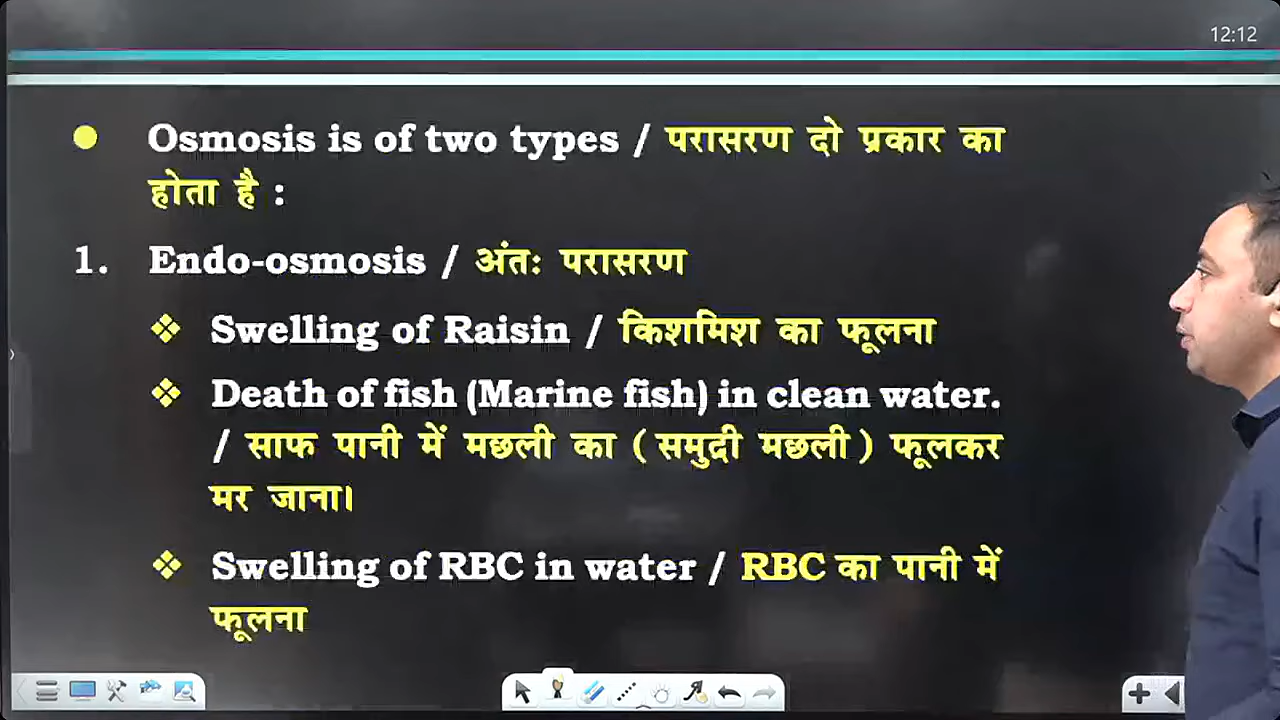 12:12
Osmosis is of two types / परासरण दो प्रकार का
होता है :
1. Endo-osmosis / अंतः परासरण
Swelling of Raisin / किशमिश का फूलना
Death of fish (Marine fish) in clean water.
/ साफ पानी में मछली का ( समुद्री मछली ) फूलकर
मर जाना।
Swelling of RBC in water / RBC का पानी में
फूलना